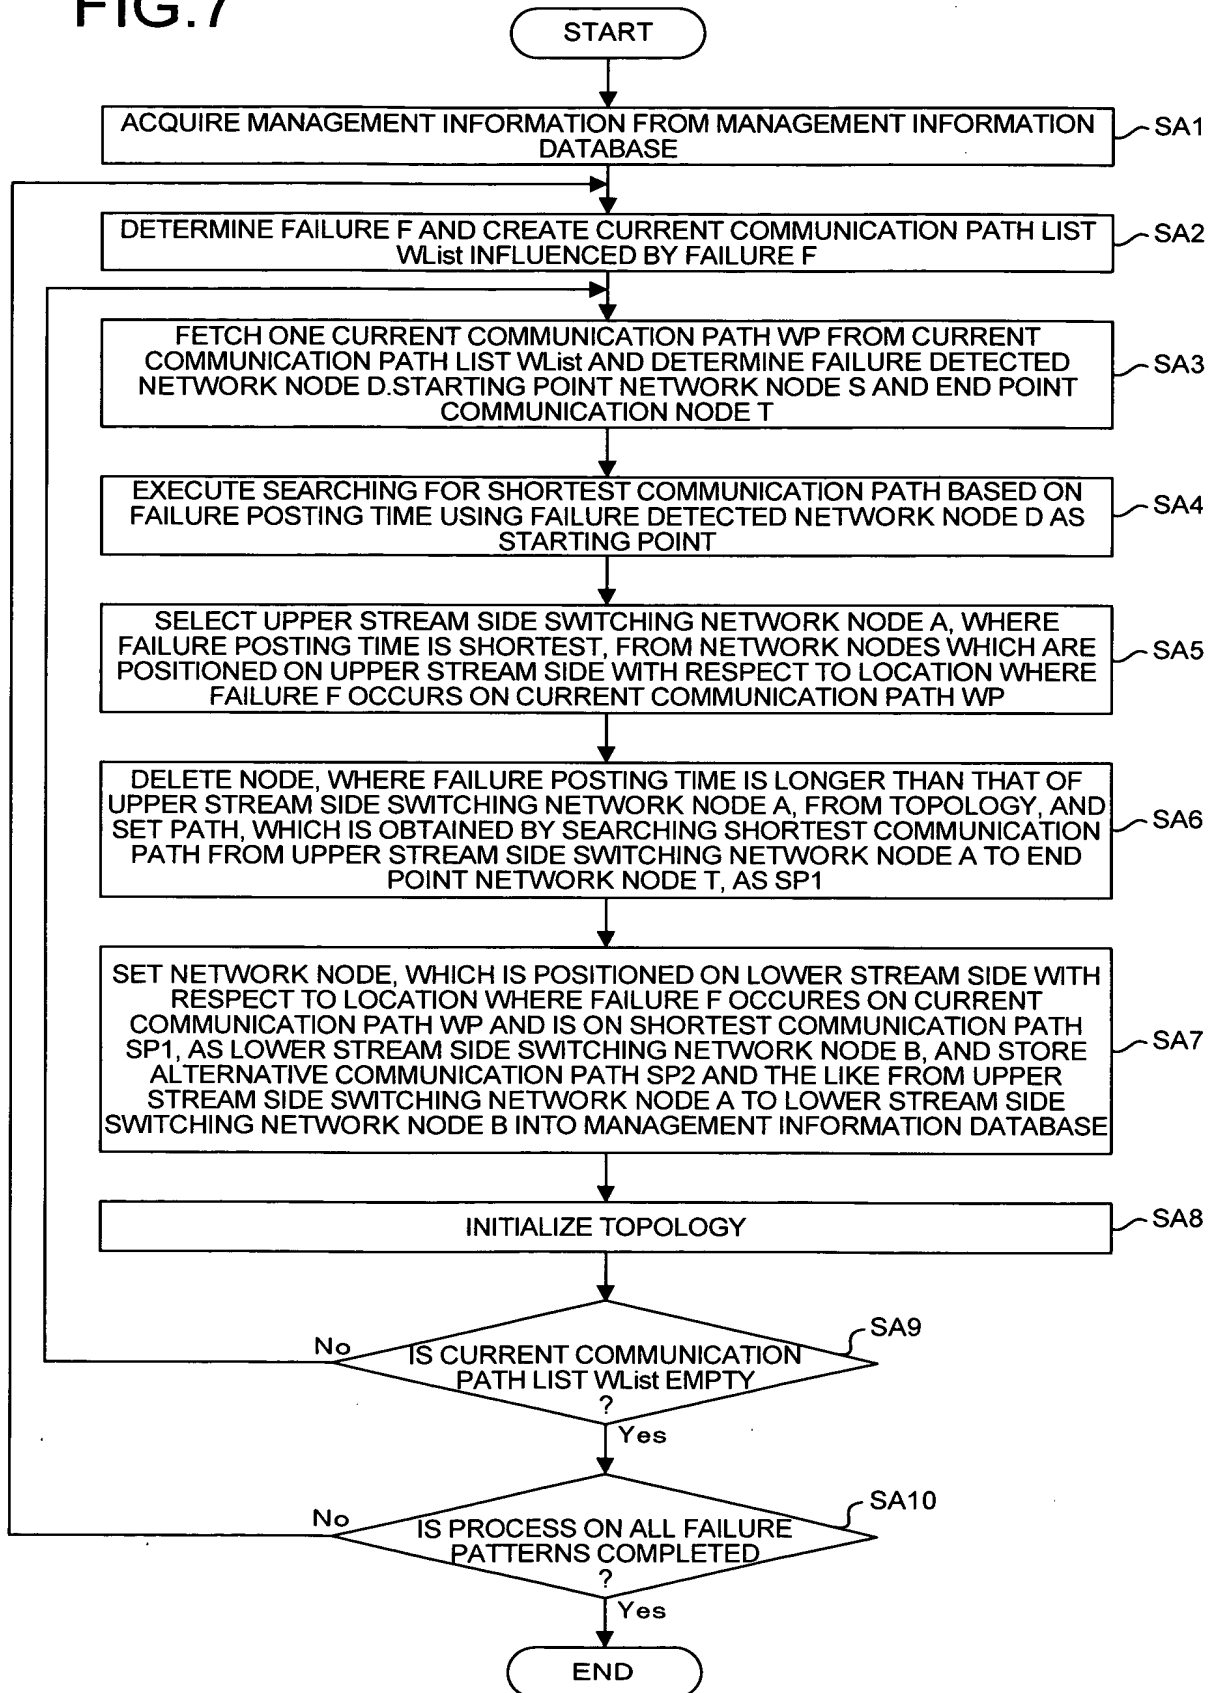 FIG.7
START
ACQUIRE MANAGEMENT INFORMATION FROM MANAGEMENT INFORMATION
DATABASE
SA1
DETERMINE FAILURE F AND CREATE CURRENT COMMUNICATION PATH LIST
WList INFLUENCED BY FAILURE F
SA2
FETCH ONE CURRENT COMMUNICATION PATH WP FROM CURRENT
COMMUNICATION PATH LIST WList AND DETERMINE FAILURE DETECTED
NETWORK NODE D.STARTING POINT NETWORK NODE S AND END POINT
COMMUNICATION NODE T
SA3
EXECUTE SEARCHING FOR SHORTEST COMMUNICATION PATH BASED ON
FAILURE POSTING TIME USING FAILURE DETECTED NETWORK NODE D AS
STARTING POINT
SA4
SELECT UPPER STREAM SIDE SWITCHING NETWORK NODE A, WHERE
FAILURE POSTING TIME IS SHORTEST, FROM NETWORK NODES WHICH ARE
POSITIONED ON UPPER STREAM SIDE WITH RESPECT TO LOCATION WHERE
FAILURE F OCCURS ON CURRENT COMMUNICATION PATH WP
SA5
DELETE NODE, WHERE FAILURE POSTING TIME IS LONGER THAN THAT OF
UPPER STREAM SIDE SWITCHING NETWORK NODE A, FROM TOPOLOGY, AND
SET PATH, WHICH IS OBTAINED BY SEARCHING SHORTEST COMMUNICATION
PATH FROM UPPER STREAM SIDE SWITCHING NETWORK NODE A TO END
POINT NETWORK NODE T, AS SP1
SA6
SET NETWORK NODE, WHICH IS POSITIONED ON LOWER STREAM SIDE WITH
RESPECT TO LOCATION WHERE FAILURE F OCCURES ON CURRENT
COMMUNICATION PATH WP AND IS ON SHORTEST COMMUNICATION PATH
SP1, AS LOWER STREAM SIDE SWITCHING NETWORK NODE B, AND STORE
ALTERNATIVE COMMUNICATION PATH SP2 AND THE LIKE FROM UPPER
STREAM SIDE SWITCHING NETWORK NODE A TO LOWER STREAM SIDE
SWITCHING NETWORK NODE B INTO MANAGEMENT INFORMATION DATABASE
SA7
INITIALIZE TOPOLOGY
SA8
SA9
No
IS CURRENT COMMUNICATION
PATH LIST WList EMPTY
?
Yes
SA10
No
IS PROCESS ON ALL FAILURE
PATTERNS COMPLETED
?
Yes
END